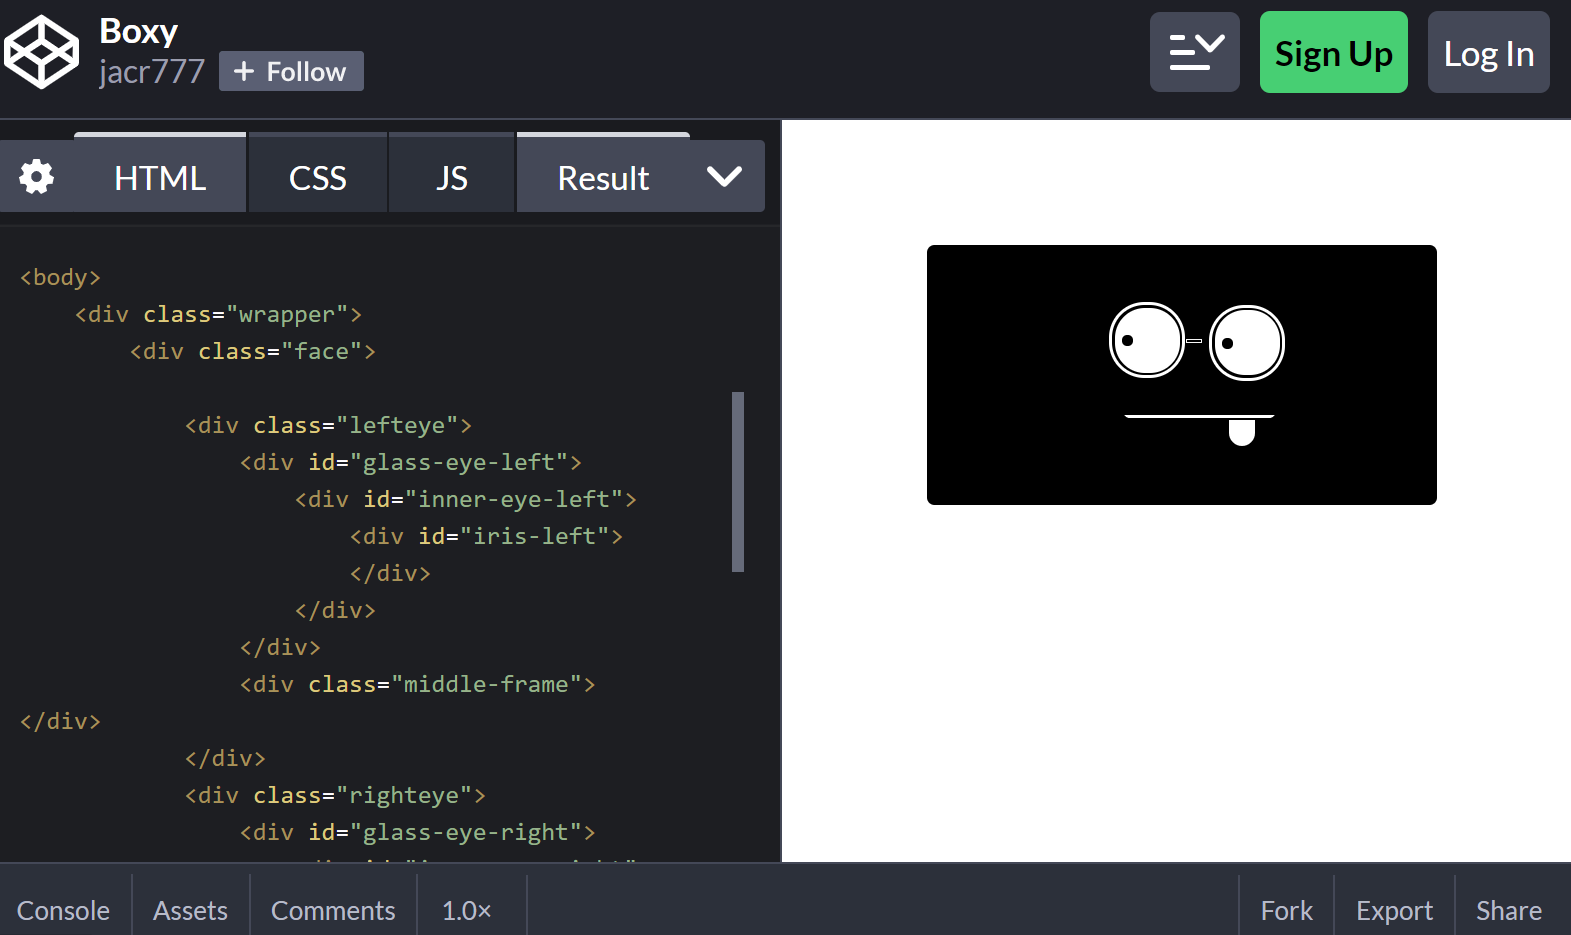 Boxy
jacr777
+ Follow
Sign Up
Log In
HTML
CSS
JS
Result
<body>
<div class="wrapper">
<div class="face">
<div class="lefteye">
<div id="glass-eye-left">
<div id="inner-eye-left">
<div id="iris-left">
</div>
</div>
</div>
<div class="middle-frame">
</div>
</div>
<div class="righteye">
<div id="glass-eye-right">
Console
Assets
Comments
1.0×
Fork
Export
Share